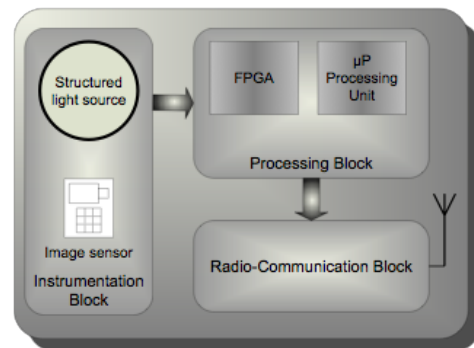 Structured
light source
Image sensor
Instrumentation
Block
FPGA
µP
Processing
Unit
Processing Block
Radio-Communication Block